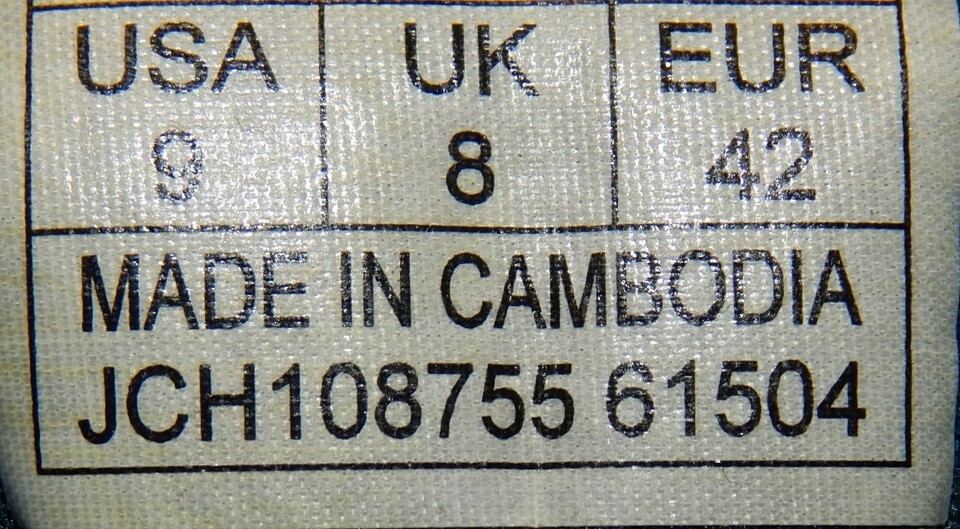 USA UK EUR
9 8 42
MADE IN CAMBODIA
JCH108755 61504